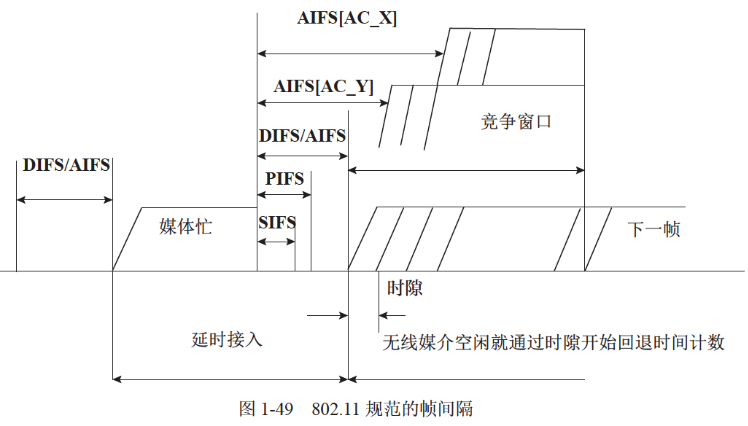 AIFS[AC_X]
AIFS[AC_Y]
竞争窗口
DIFS/AIFS
DIFS/AIFS
PIFS
媒体忙
SIFS
下一帧
时隙
延时接入
无线媒介空闲就通过时隙开始回退时间计数
图 1-49 802.11 规范的帧间隔